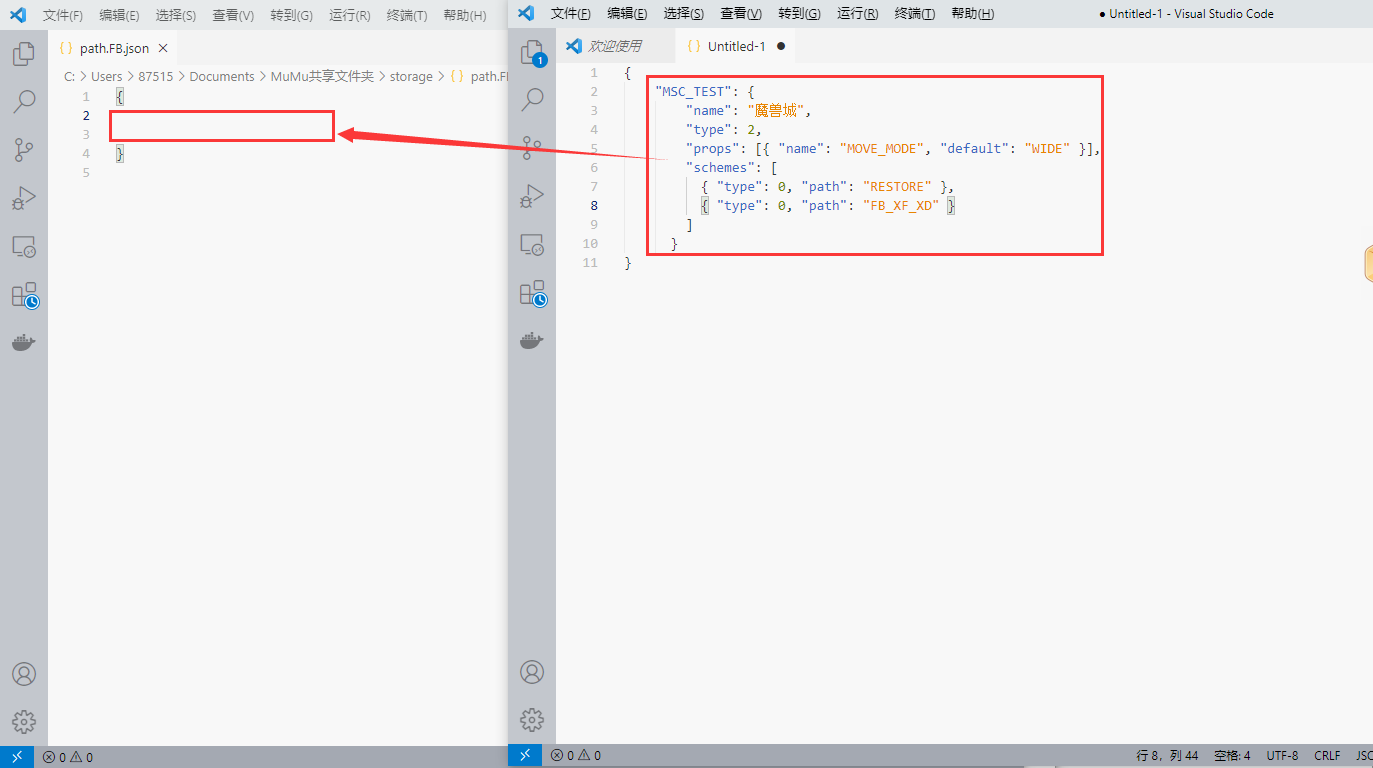 文件(F) 编辑(E) 选择(S) 查看(V) 转到(G) 运行(R) 终端(T) 帮助(H)
path.FB.json
C: > Users > 87515 > Documents > MuMu共享文件夹 > storage > {} path.FI
1 {
2
3
4 }
5
0 0
文件(F) 编辑(E) 选择(S) 查看(V) 转到(G) 运行(R) 终端(T) 帮助(H) ● Untitled-1 - Visual Studio Code
欢迎使用 {} Untitled-1 ●
1
1 {
2 "MSC_TEST": {
3 "name": "魔兽城",
4 "type": 2,
5 "props": [{ "name": "MOVE_MODE", "default": "WIDE" }],
6 "schemes": [
7 { "type": 0, "path": "RESTORE" },
8 { "type": 0, "path": "FB_XF_XD" }
9 ]
10 }
11 }
0 0 行 8，列 44 空格: 4 UTF-8 CRLF JSC